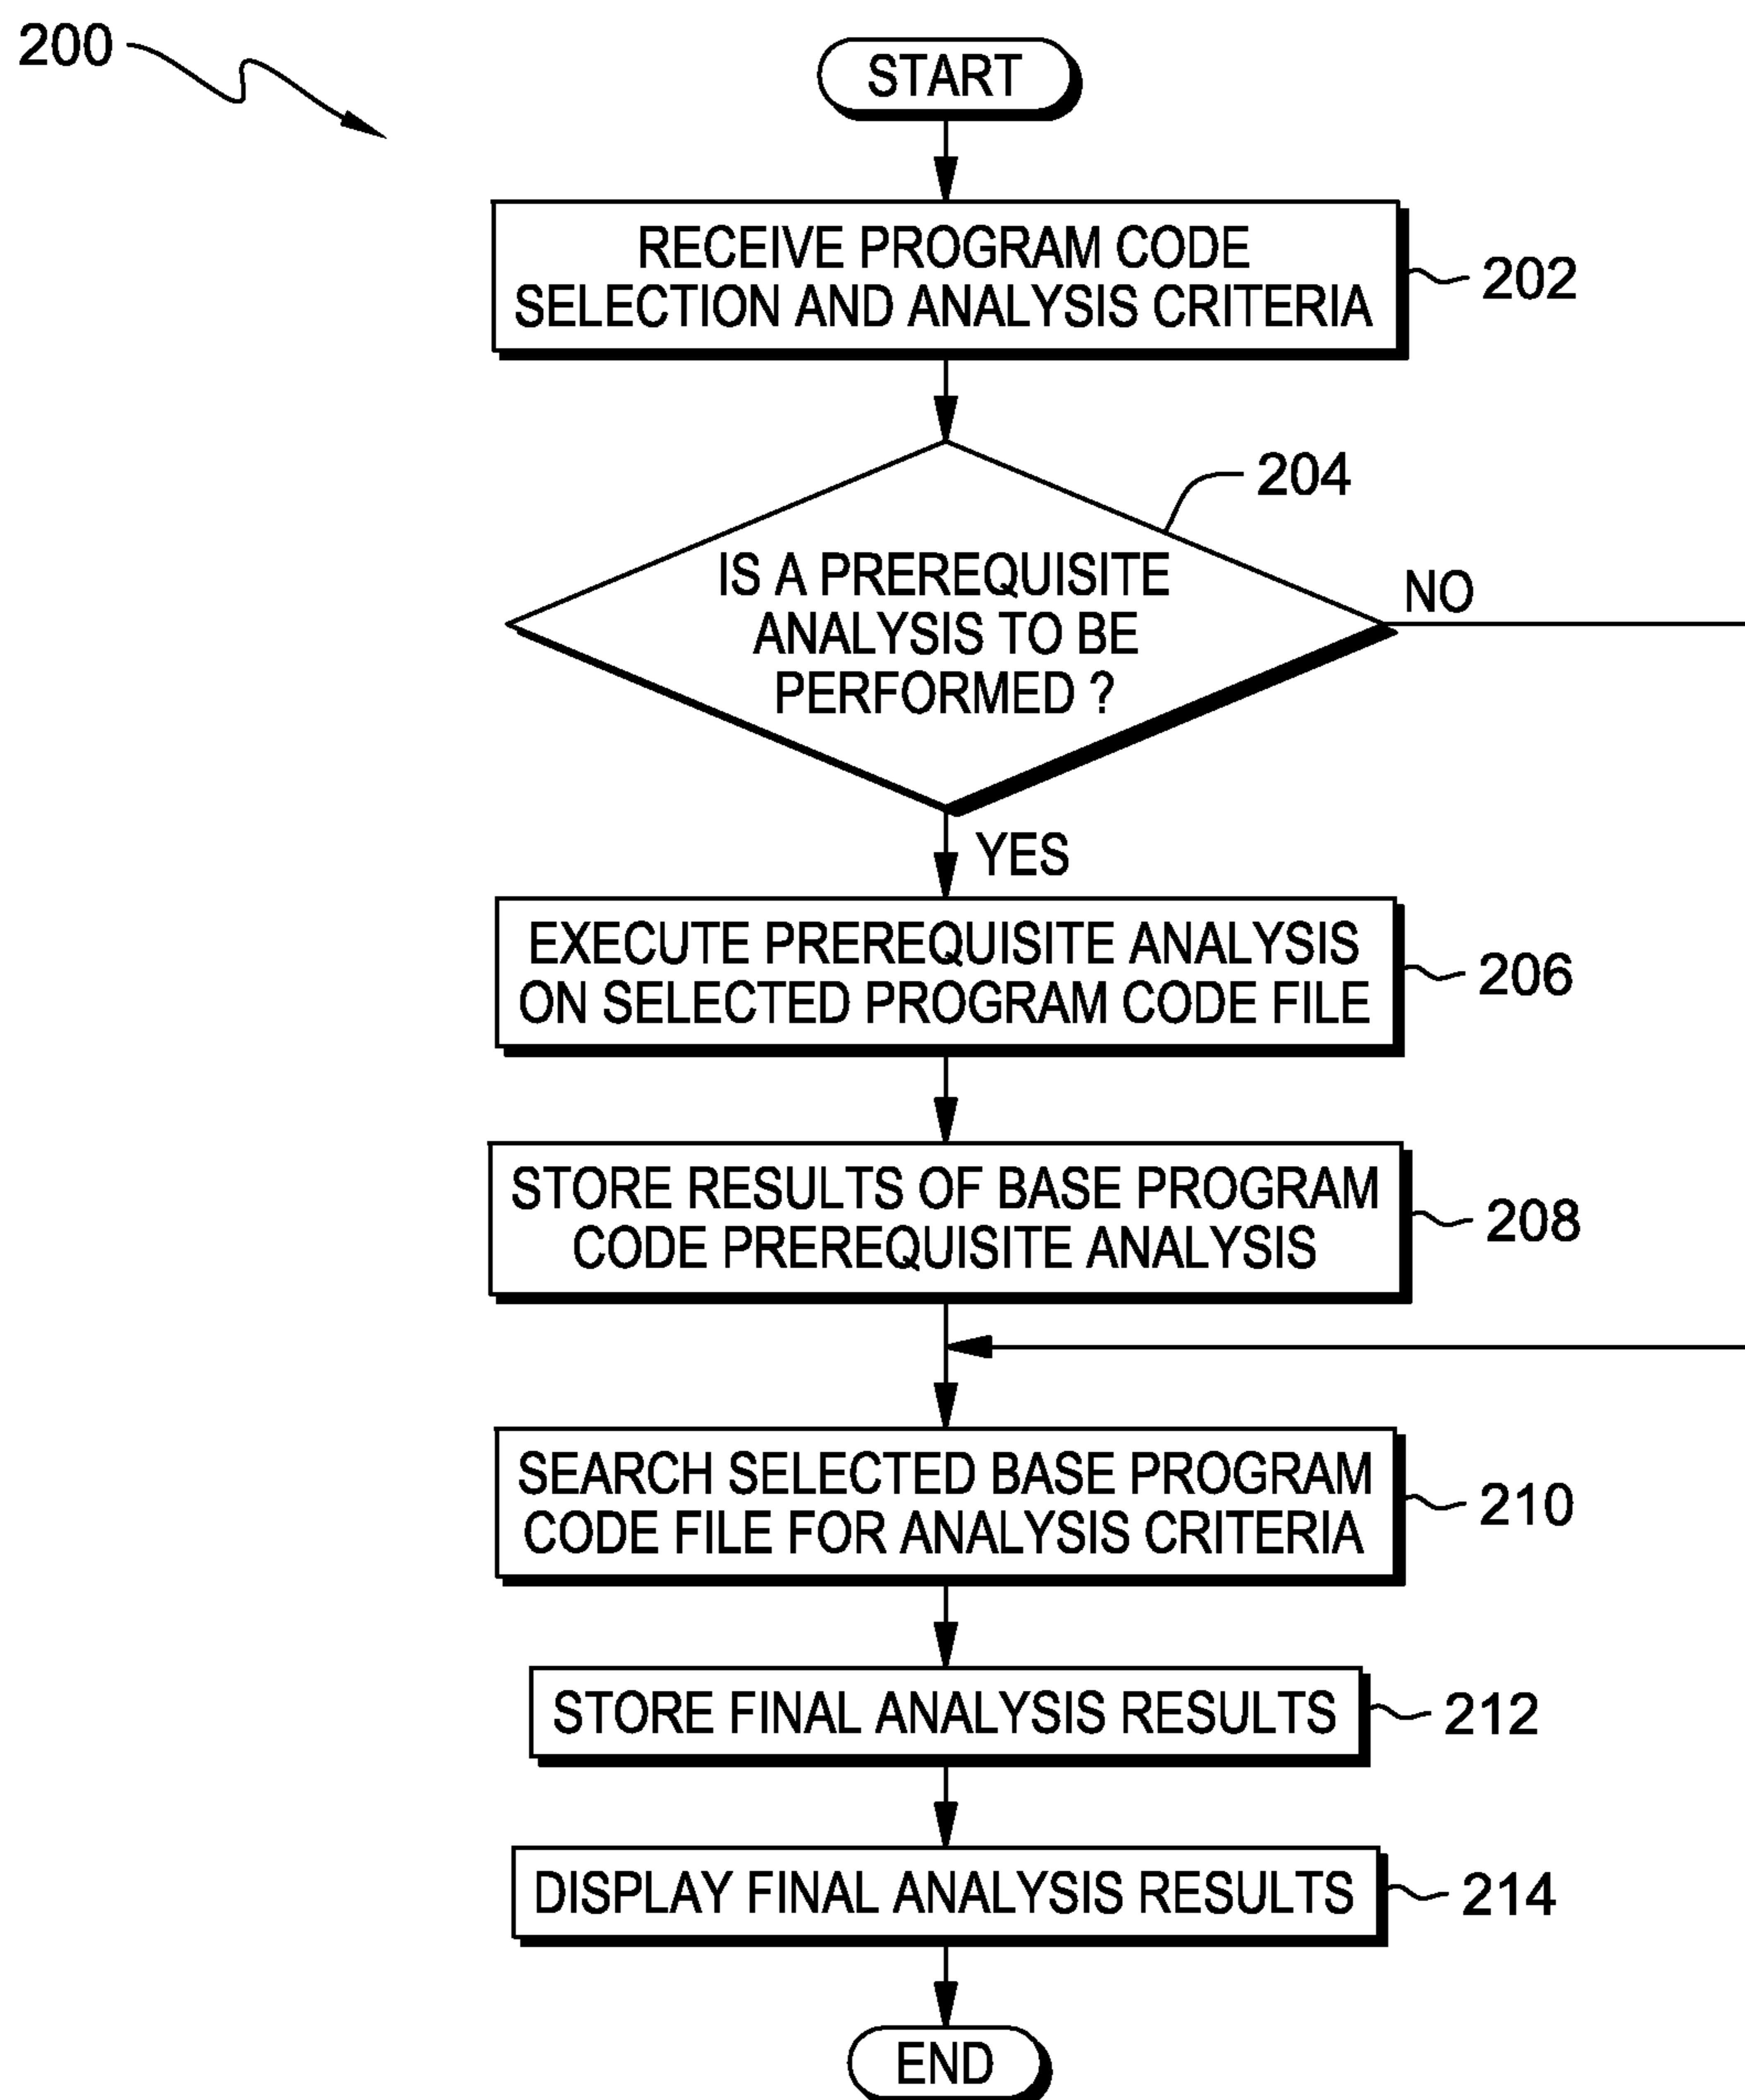 200
START
RECEIVE PROGRAM CODE
SELECTION AND ANALYSIS CRITERIA
202
204
IS A PREREQUISITE
ANALYSIS TO BE
PERFORMED ?
NO
YES
EXECUTE PREREQUISITE ANALYSIS
ON SELECTED PROGRAM CODE FILE
206
STORE RESULTS OF BASE PROGRAM
CODE PREREQUISITE ANALYSIS
208
SEARCH SELECTED BASE PROGRAM
CODE FILE FOR ANALYSIS CRITERIA
210
STORE FINAL ANALYSIS RESULTS
212
DISPLAY FINAL ANALYSIS RESULTS
214
END